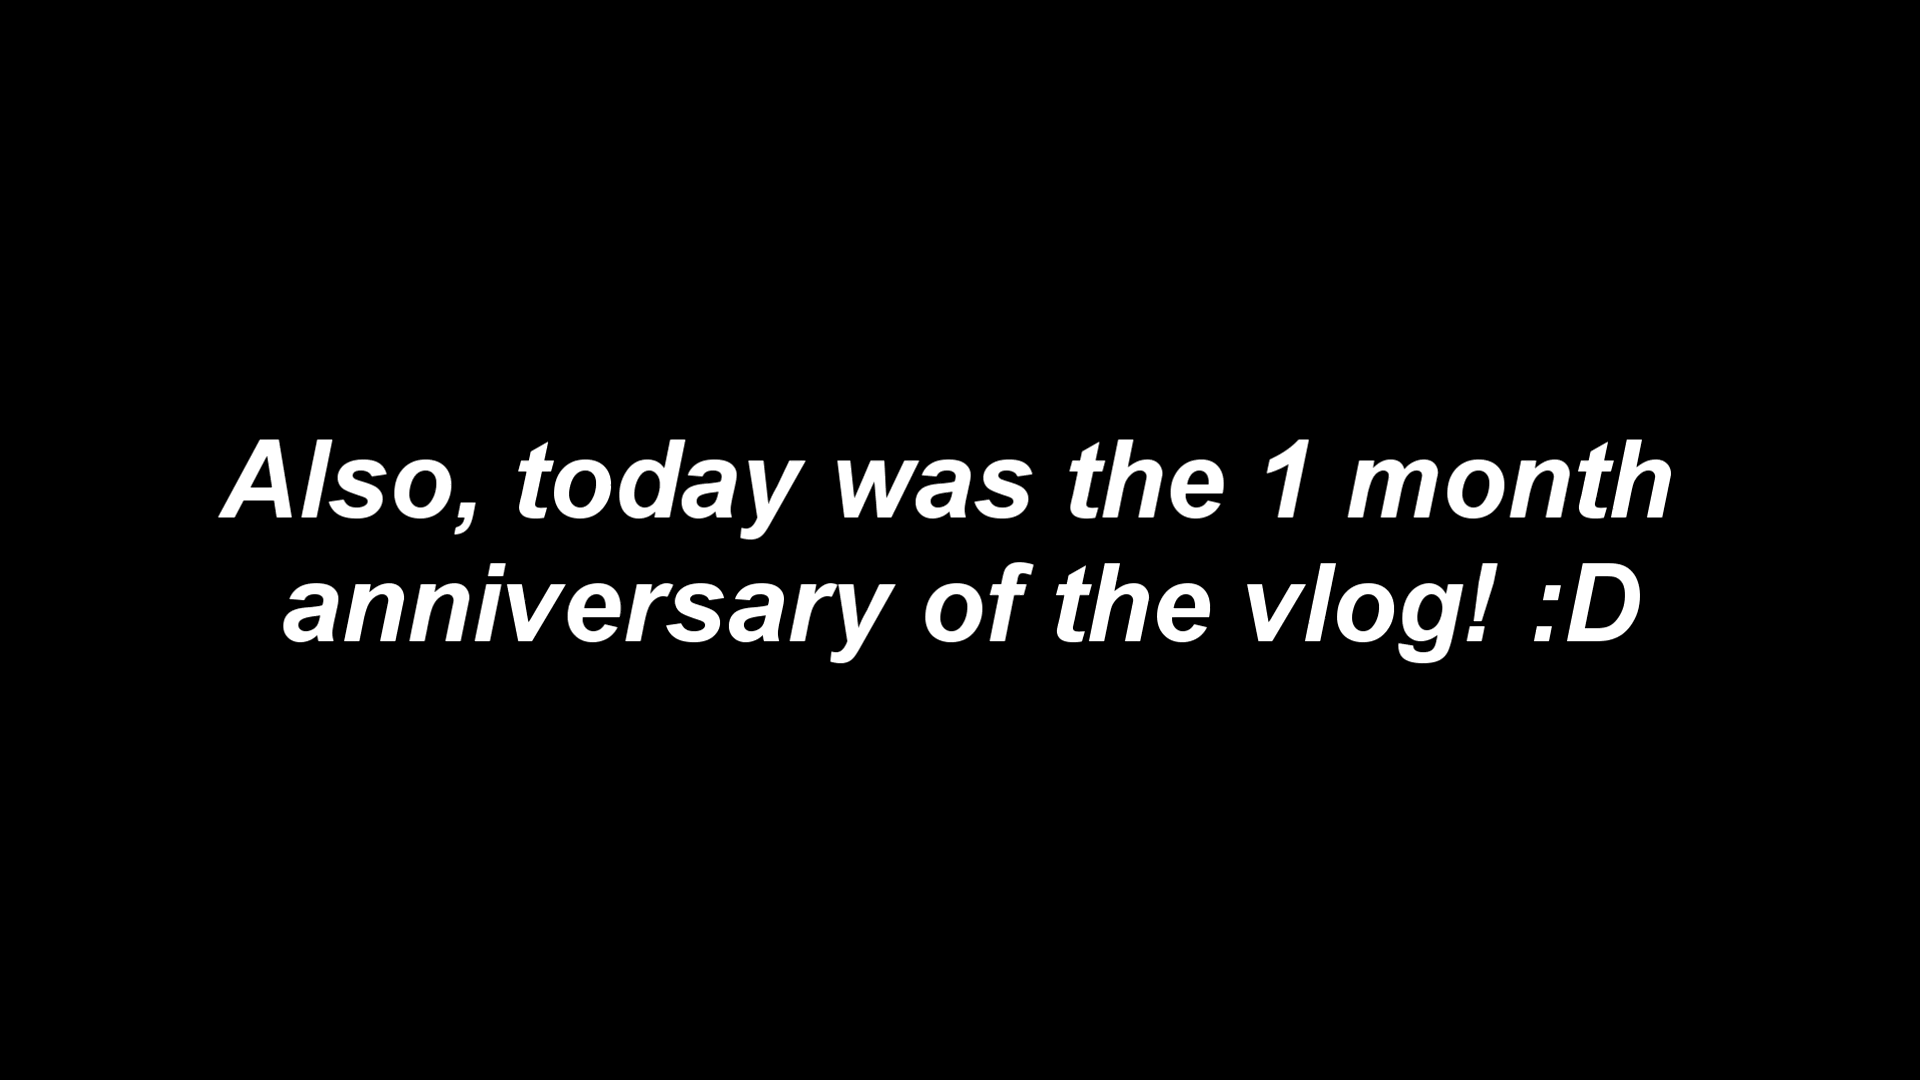 Also, today was the 1 month
anniversary of the vlog! :D